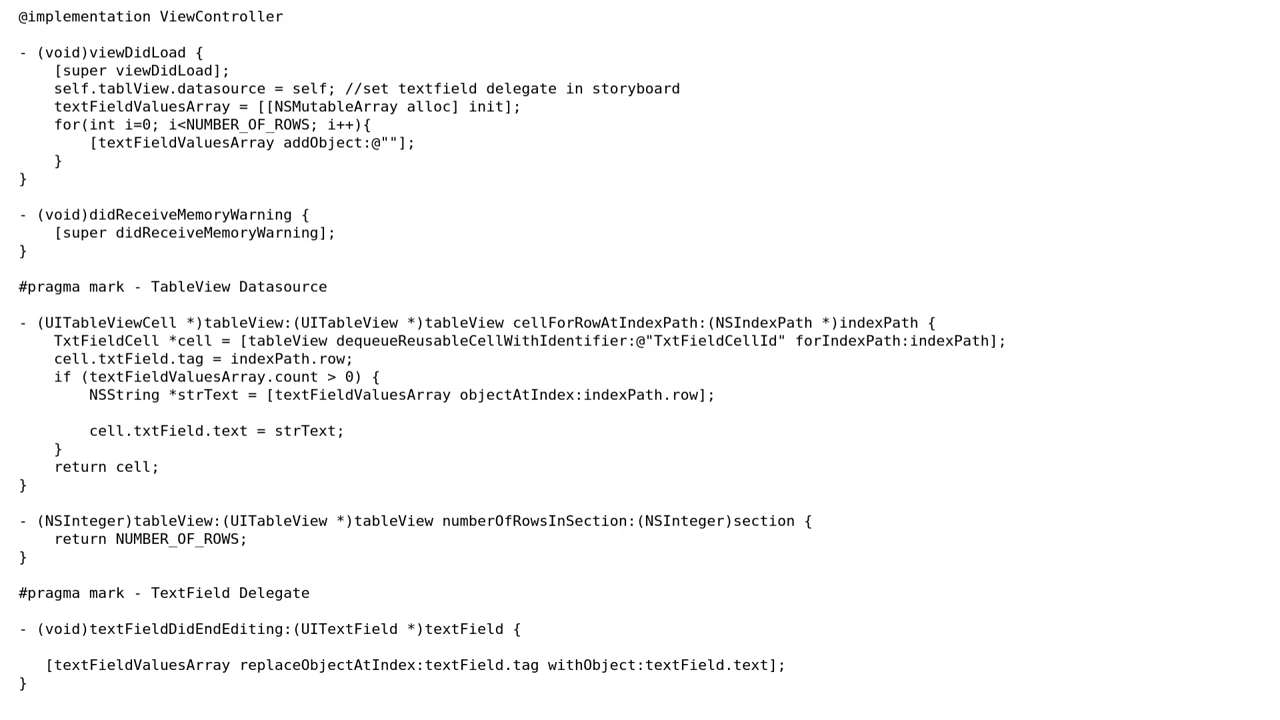 @implementation ViewController

- (void)viewDidLoad {
    [super viewDidLoad];
    self.tablView.datasource = self; //set textfield delegate in storyboard
    textFieldValuesArray = [[NSMutableArray alloc] init];
    for(int i=0; i<NUMBER_OF_ROWS; i++){
        [textFieldValuesArray addObject:@""];
    }
}

- (void)didReceiveMemoryWarning {
    [super didReceiveMemoryWarning];
}

#pragma mark - TableView Datasource

- (UITableViewCell *)tableView:(UITableView *)tableView cellForRowAtIndexPath:(NSIndexPath *)indexPath {
    TxtFieldCell *cell = [tableView dequeueReusableCellWithIdentifier:@"TxtFieldCellId" forIndexPath:indexPath];
    cell.txtField.tag = indexPath.row;
    if (textFieldValuesArray.count > 0) {
        NSString *strText = [textFieldValuesArray objectAtIndex:indexPath.row];

        cell.txtField.text = strText;
    }
    return cell;
}

- (NSInteger)tableView:(UITableView *)tableView numberOfRowsInSection:(NSInteger)section {
    return NUMBER_OF_ROWS;
}

#pragma mark - TextField Delegate

- (void)textFieldDidEndEditing:(UITextField *)textField {

   [textFieldValuesArray replaceObjectAtIndex:textField.tag withObject:textField.text];
}